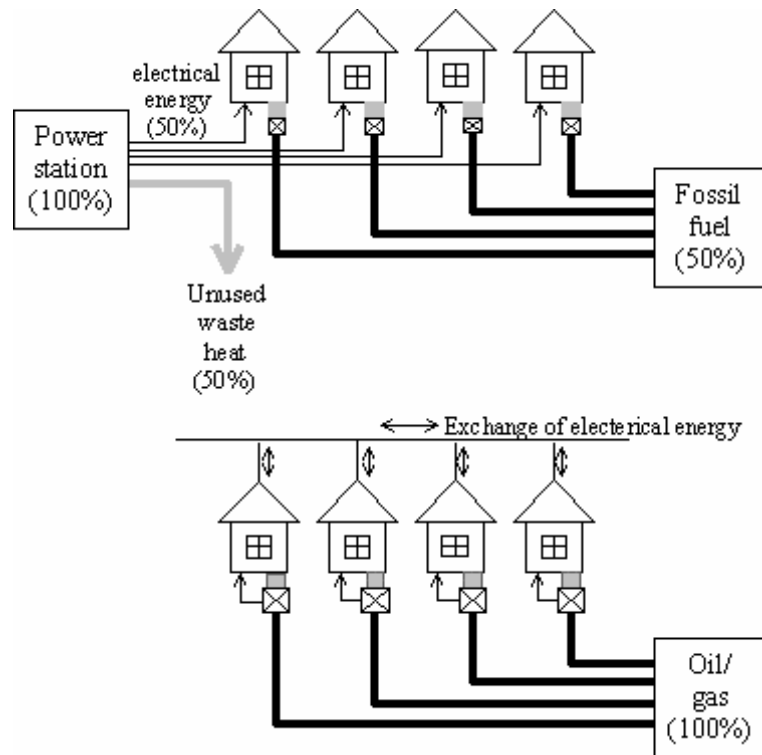 electrical
energy
(50%)
Power
station
(100%)
Fossil
fuel
(50%)
Unused
waste
heat
(50%)
Exchange of electerical energy
Oil/
gas
(100%)